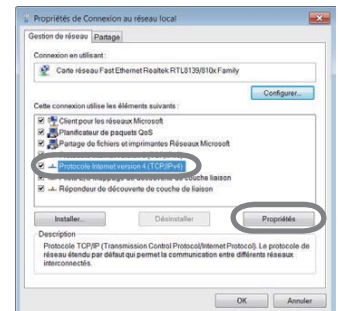 Propriétés de Connexion au réseau local
Gestion de réseau Partage
Connexion en utilisant :
Carte réseau Fast Ethernet Realtek RTL8139/810x Family
Configurer...
Cette connexion utilise les éléments suivants :
Client pour les réseaux Microsoft
Planificateur de paquets QoS
Partage de fichiers et imprimantes Réseaux Microsoft
Protocole Internet version 4 (TCP/IPv4)
couche liaison
Répondeur de découverte de couche de liaison
Installer... Désinstaller Propriétés
Description
Protocole TCP/IP (Transmission Control Protocol/Internet Protocol). Le protocole de
réseau étendu par défaut qui permet la communication entre différents réseaux
interconnectés.
OK Annuler